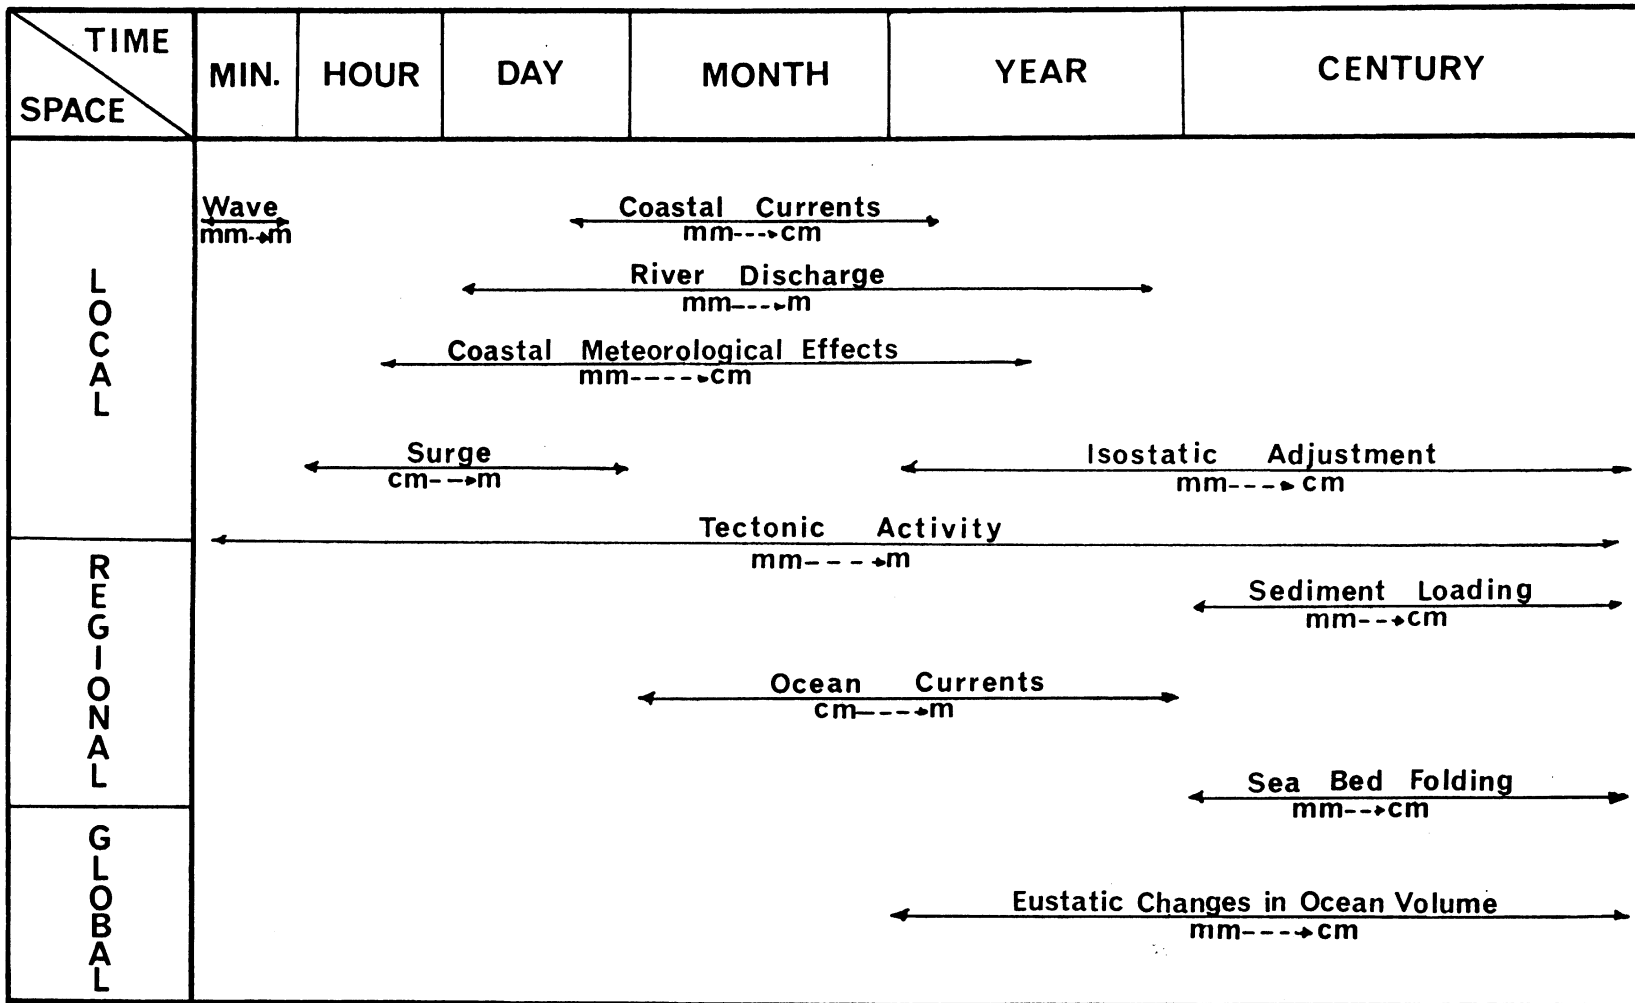 TIME
SPACE
MIN. HOUR DAY MONTH YEAR CENTURY
LOCAL
Wave
mm-→m
Coastal Currents
mm---→cm
River Discharge
mm---→m
Coastal Meteorological Effects
mm----→cm
Surge
cm--→m
Isostatic Adjustment
mm---→cm
Tectonic Activity
mm----→m
REGIONAL
Sediment Loading
mm--→cm
Ocean Currents
cm----→m
Sea Bed Folding
mm--→cm
GLOBAL
Eustatic Changes in Ocean Volume
mm---→cm